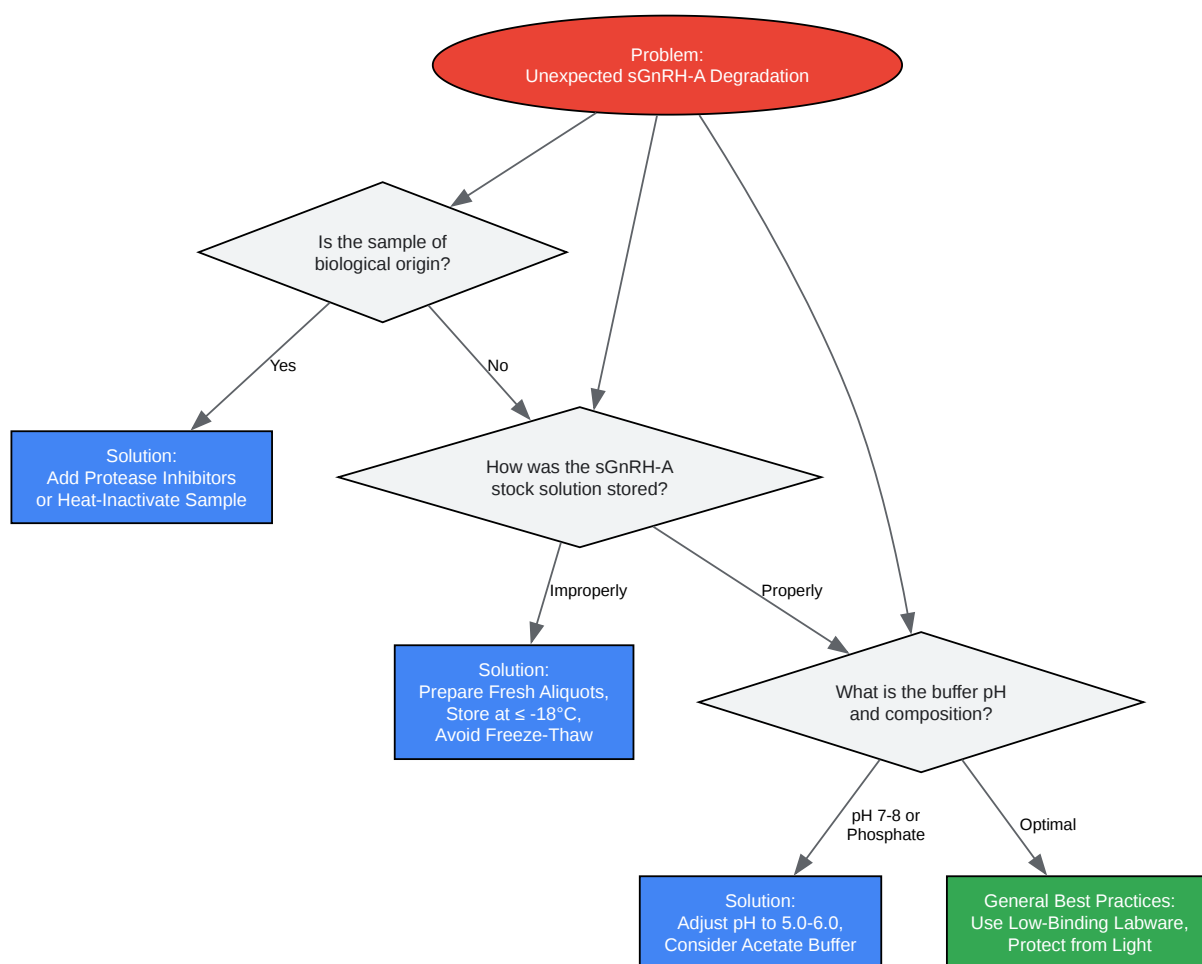 Problem:
Unexpected sGnRH-A Degradation
Is the sample of
biological origin?
Yes
No
Solution:
Add Protease Inhibitors
or Heat-Inactivate Sample
How was the sGnRH-A
stock solution stored?
Improperly
Properly
Solution:
Prepare Fresh Aliquots,
Store at ≤ -18°C,
Avoid Freeze-Thaw
What is the buffer pH
and composition?
pH 7-8 or
Phosphate
Optimal
Solution:
Adjust pH to 5.0-6.0,
Consider Acetate Buffer
General Best Practices:
Use Low-Binding Labware,
Protect from Light